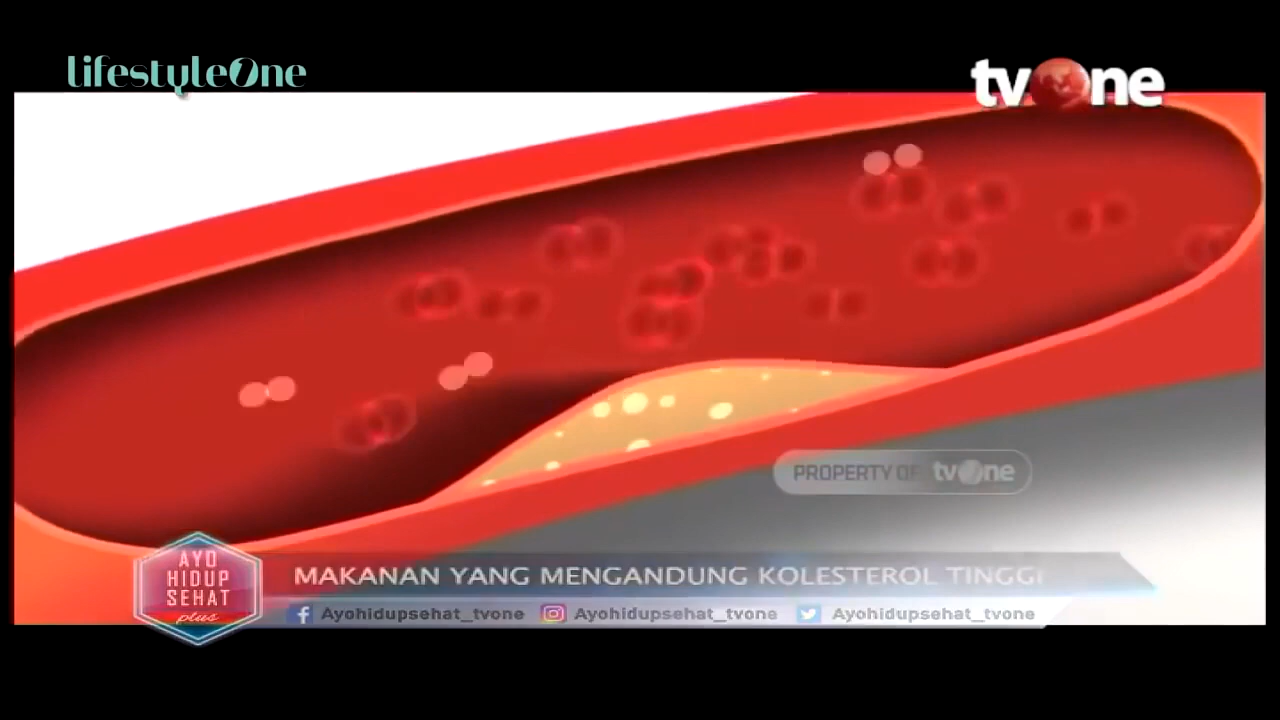 lifestyleOne
tvOne
PROPERTY OF tvOne
AYO
HIDUP
SEHAT
plus
MAKANAN YANG MENGANDUNG KOLESTEROL TINGGI
Ayohidupsehat_tvone Ayohidupsehat_tvone Ayohidupsehat_tvone